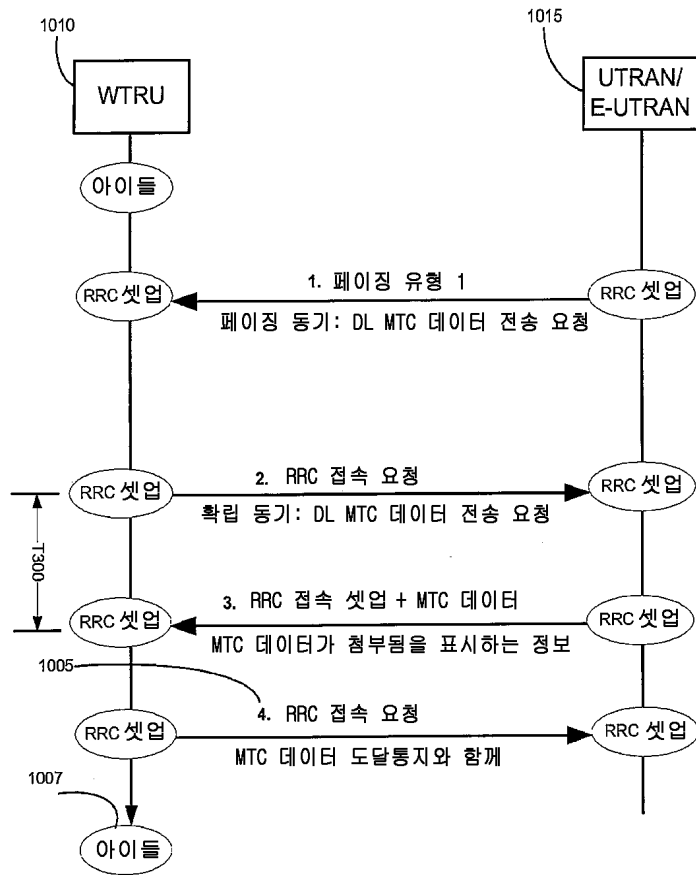 1010
1015
WTRU
UTRAN/
E-UTRAN
아이들
1. 페이징 유형 1
RRC 셋업
RRC 셋업
페이징 동기: DL MTC 데이터 전송 요청
2. RRC 접속 요청
RRC 셋업
RRC 셋업
확립 동기: DL MTC 데이터 전송 요청
T300
3. RRC 접속 셋업 + MTC 데이터
RRC 셋업
RRC 셋업
MTC 데이터가 첨부됨을 표시하는 정보
1005
4. RRC 접속 요청
RRC 셋업
RRC 셋업
MTC 데이터 도달통지와 함께
1007
아이들